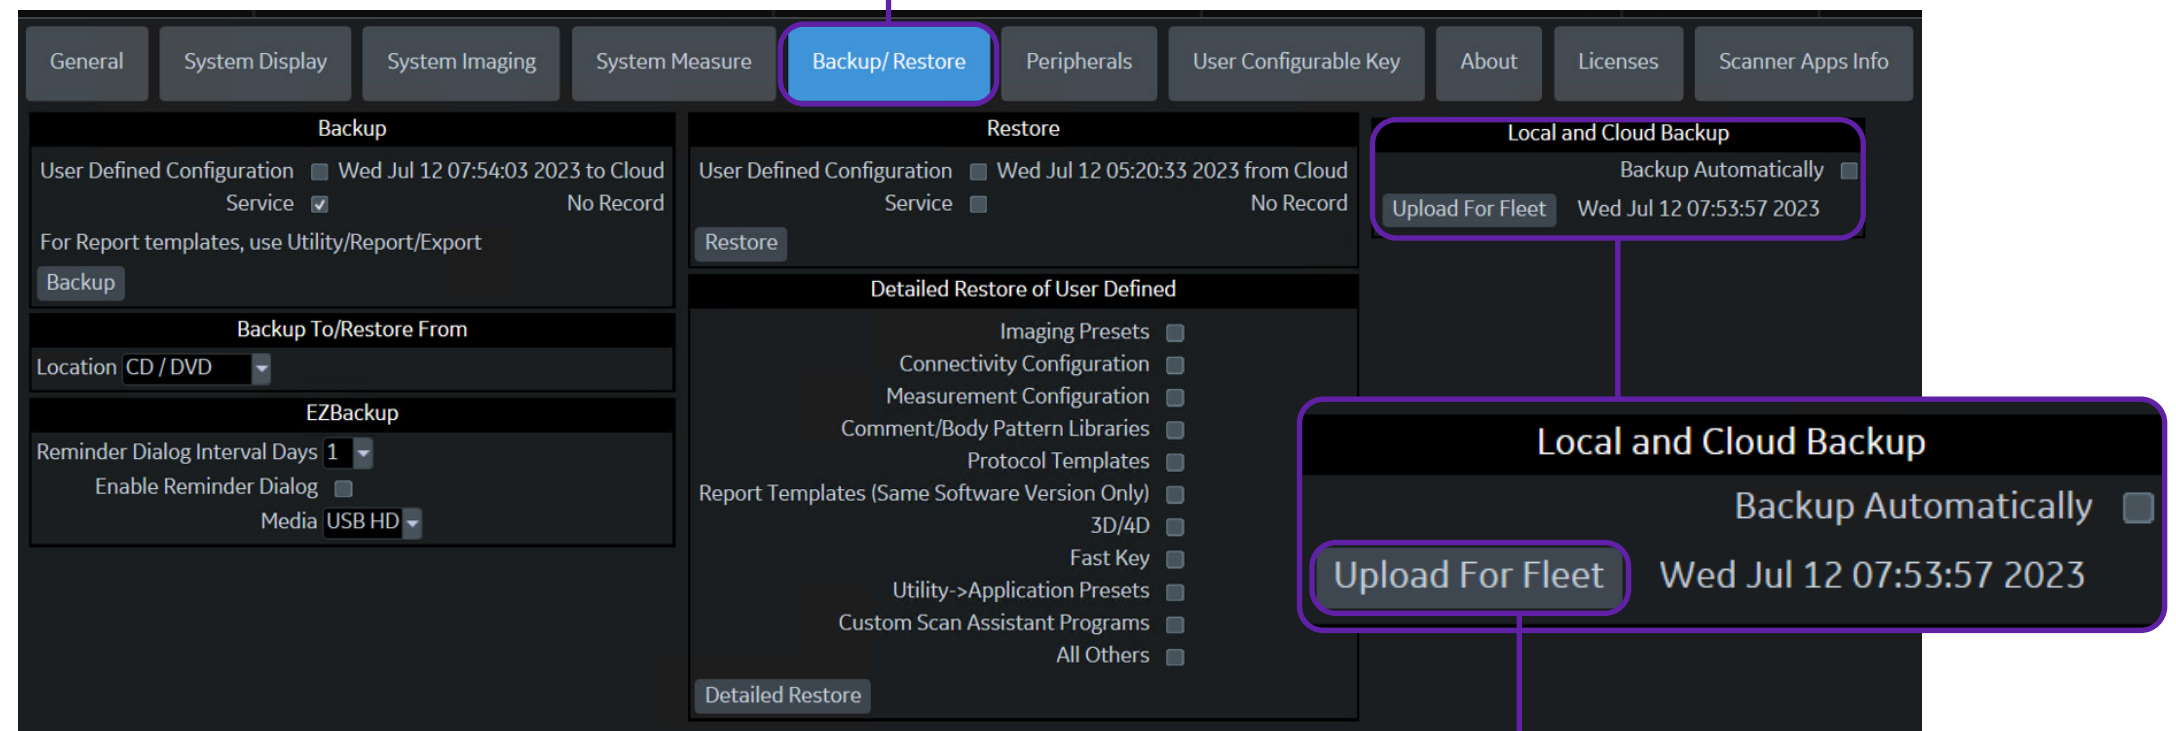 General System Display System Imaging System Measure Backup/ Restore Peripherals User Configurable Key About Licenses Scanner Apps Info
Backup
User Defined Configuration Wed Jul 12 07:54:03 2023 to Cloud
Service No Record
For Report templates, use Utility/Report/Export
Backup
Backup To/Restore From
Location CD / DVD
EZBackup
Reminder Dialog Interval Days 1
Enable Reminder Dialog
Media USB HD
Restore
User Defined Configuration Wed Jul 12 05:20:33 2023 from Cloud
Service No Record
Restore
Detailed Restore of User Defined
Imaging Presets
Connectivity Configuration
Measurement Configuration
Comment/Body Pattern Libraries
Protocol Templates
Report Templates (Same Software Version Only)
3D/4D
Fast Key
Utility->Application Presets
Custom Scan Assistant Programs
All Others
Detailed Restore
Local and Cloud Backup
Backup Automatically
Upload For Fleet Wed Jul 12 07:53:57 2023
Local and Cloud Backup
Backup Automatically
Upload For Fleet Wed Jul 12 07:53:57 2023